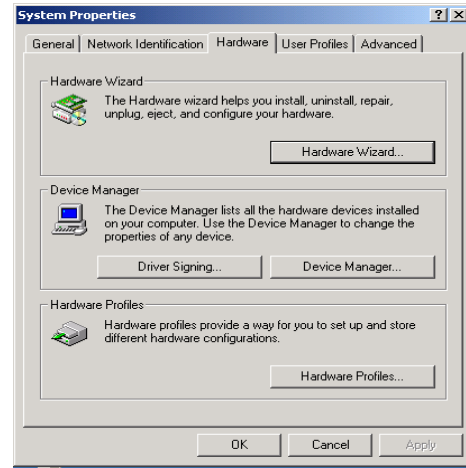 System Properties
General Network Identification Hardware User Profiles Advanced
Hardware Wizard
The Hardware wizard helps you install, uninstall, repair,
unplug, eject, and configure your hardware.
Hardware Wizard...
Device Manager
The Device Manager lists all the hardware devices installed
on your computer. Use the Device Manager to change the
properties of any device.
Driver Signing... Device Manager...
Hardware Profiles
Hardware profiles provide a way for you to set up and store
different hardware configurations.
Hardware Profiles...
OK Cancel Apply